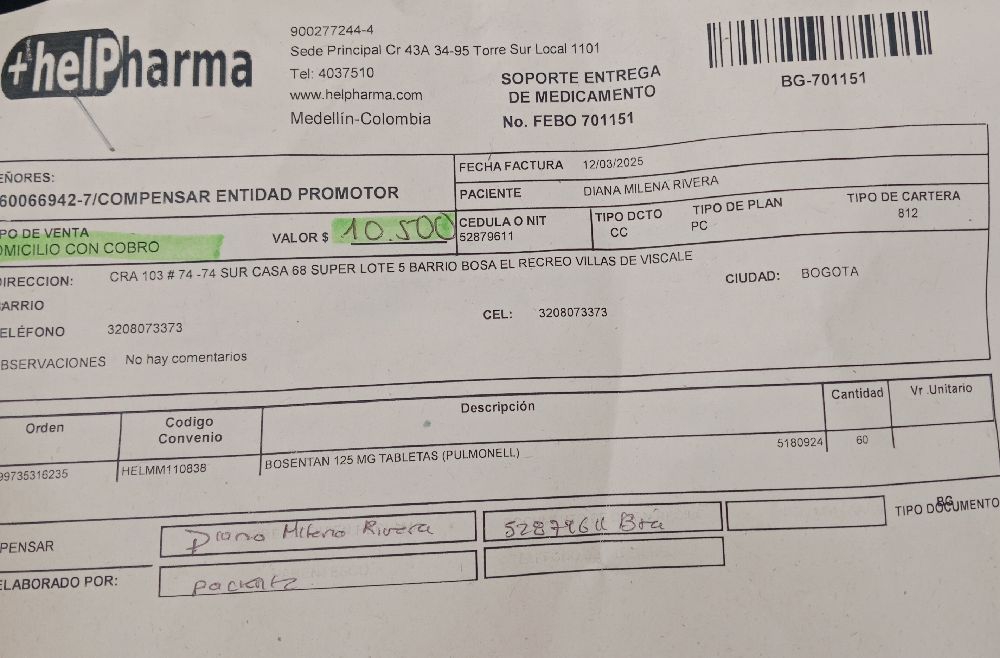 +helPharma
900277244-4
Sede Principal Cr 43A 34-95 Torre Sur Local 1101
Tel: 4037510
www.helpharma.com
Medellín-Colombia
SOPORTE ENTREGA
DE MEDICAMENTO
No. FEBO 701151
BG-701151
EÑORES:
60066942-7/COMPENSAR ENTIDAD PROMOTOR
FECHA FACTURA 12/03/2025
PACIENTE DIANA MILENA RIVERA
PO DE VENTA
OMICILIO CON COBRO
VALOR $ 10.500
CEDULA O NIT
52879611
TIPO DCTO
CC
TIPO DE PLAN
PC
TIPO DE CARTERA
812
DIRECCION: CRA 103 # 74 -74 SUR CASA 68 SUPER LOTE 5 BARRIO BOSA EL RECREO VILLAS DE VISCALE
CIUDAD: BOGOTA
ARRIO
ELÉFONO 3208073373
CEL: 3208073373
BSERVACIONES No hay comentarios
Orden
Codigo
Convenio
Descripción
Cantidad
Vr .Unitario
99735316235
HELMM110838
BOSENTAN 125 MG TABLETAS (PULMONELL)
5180924
60
PENSAR
Diana Milena Rivera
52879611 Bta
BG
TIPO DOCUMENTO
ELABORADO POR:
paciente